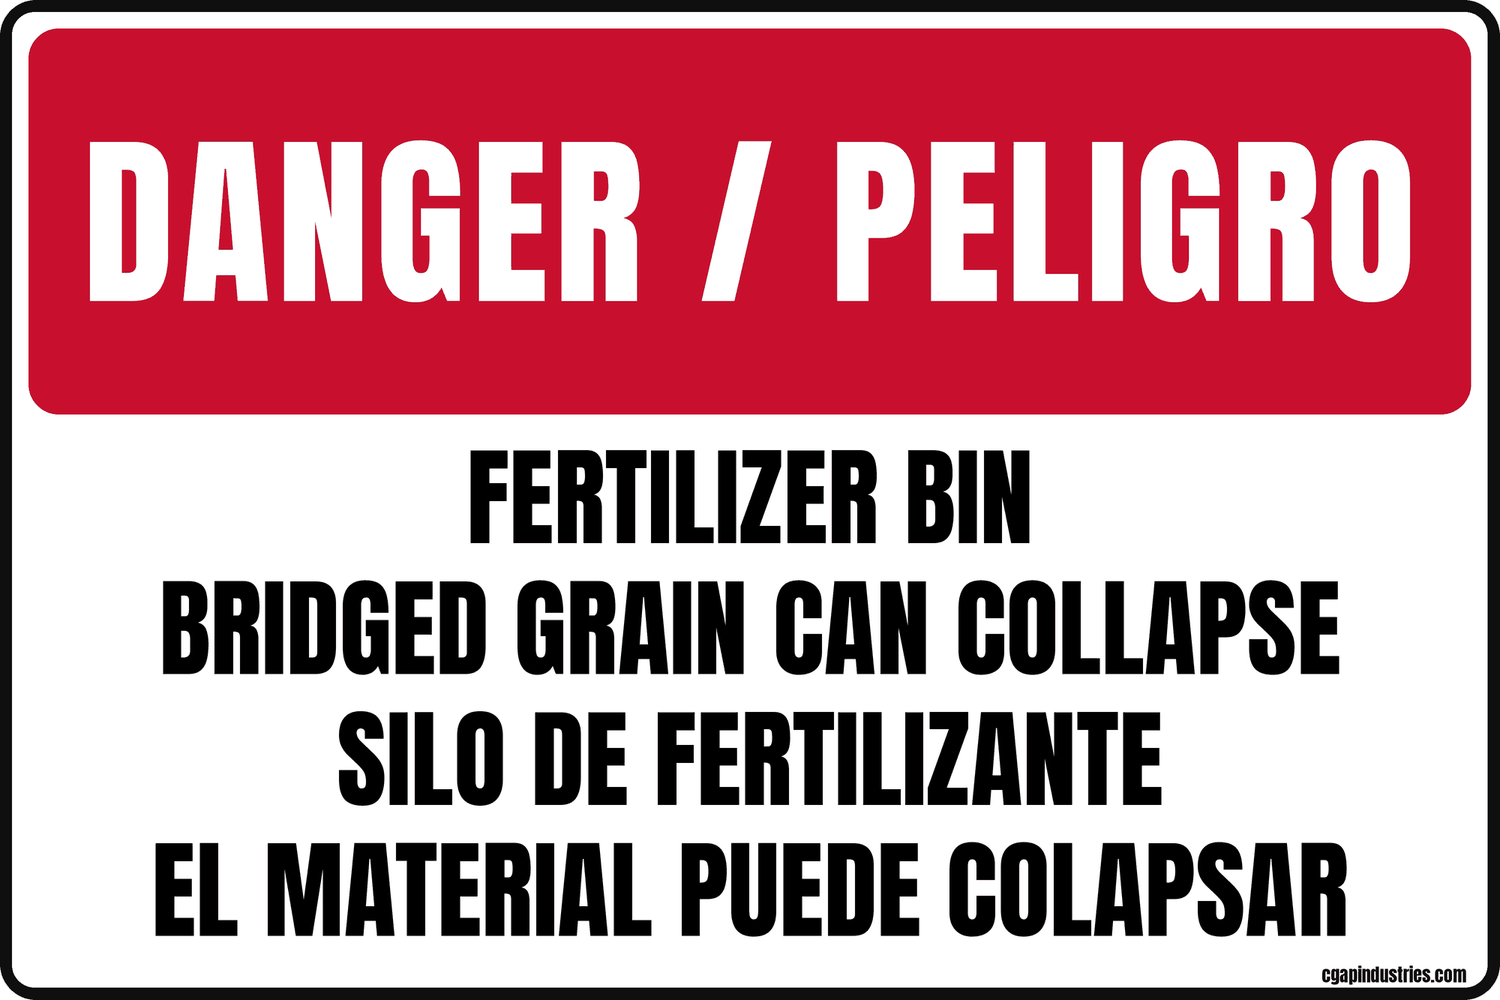 DANGER / PELIGRO
FERTILIZER BIN
BRIDGED GRAIN CAN COLLAPSE
SILO DE FERTILIZANTE
EL MATERIAL PUEDE COLAPSAR
cgapindustries.com